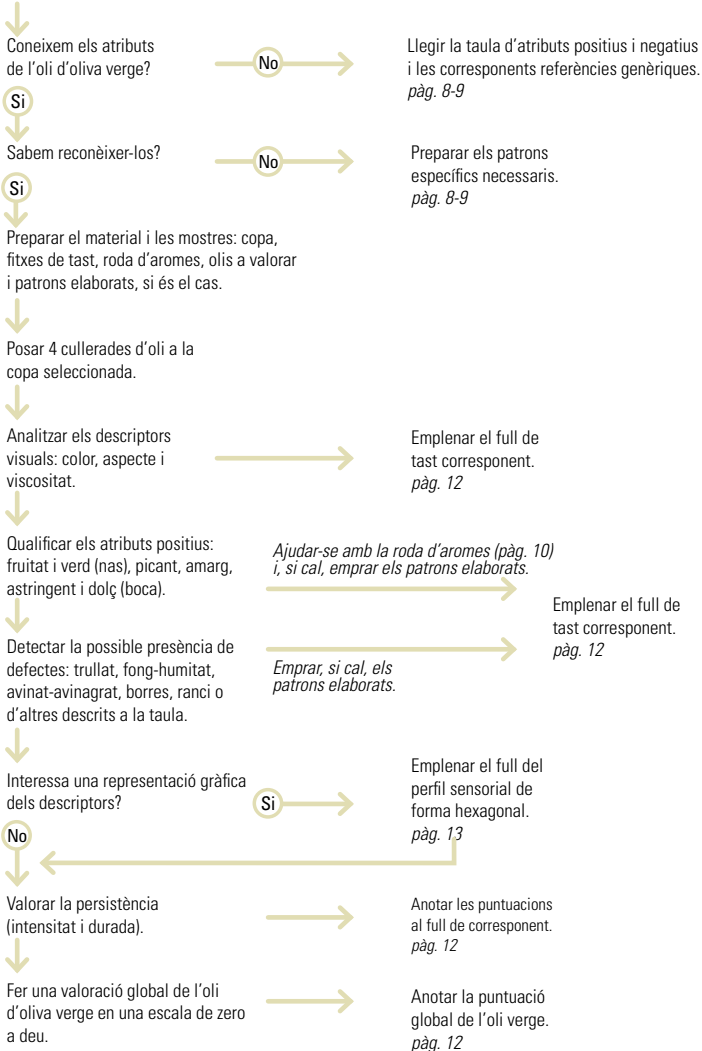 Coneixem els atributs
de l'oli d'oliva verge?
No
Llegir la taula d'atributs positius i negatius
i les corresponents referències genèriques.
pàg. 8-9
Si
Sabem reconèixer-los?
No
Preparar els patrons
específics necessaris.
pàg. 8-9
Si
Preparar el material i les mostres: copa,
fitxes de tast, roda d'aromes, olis a valorar
i patrons elaborats, si és el cas.
Posar 4 cullerades d'oli a la
copa seleccionada.
Analitzar els descriptors
visuals: color, aspecte i
viscositat.
Emplenar el full de
tast corresponent.
pàg. 12
Qualificar els atributs positius:
fruitat i verd (nas), picant, amarg,
astringent i dolç (boca).
Ajudar-se amb la roda d'aromes (pàg. 10)
i, si cal, emprar els patrons elaborats.
Emplenar el full de
tast corresponent.
pàg. 12
Detectar la possible presència de
defectes: trullat, fong-humitat,
avinat-avinagrat, borres, ranci o
d'altres descrits a la taula.
Emprar, si cal, els
patrons elaborats.
Interessa una representació gràfica
dels descriptors?
Si
Emplenar el full del
perfil sensorial de
forma hexagonal.
pàg. 13
No
Valorar la persistència
(intensitat i durada).
Anotar les puntuacions
al full de corresponent.
pàg. 12
Fer una valoració global de l'oli
d'oliva verge en una escala de zero
a deu.
Anotar la puntuació
global de l'oli verge.
pàg. 12